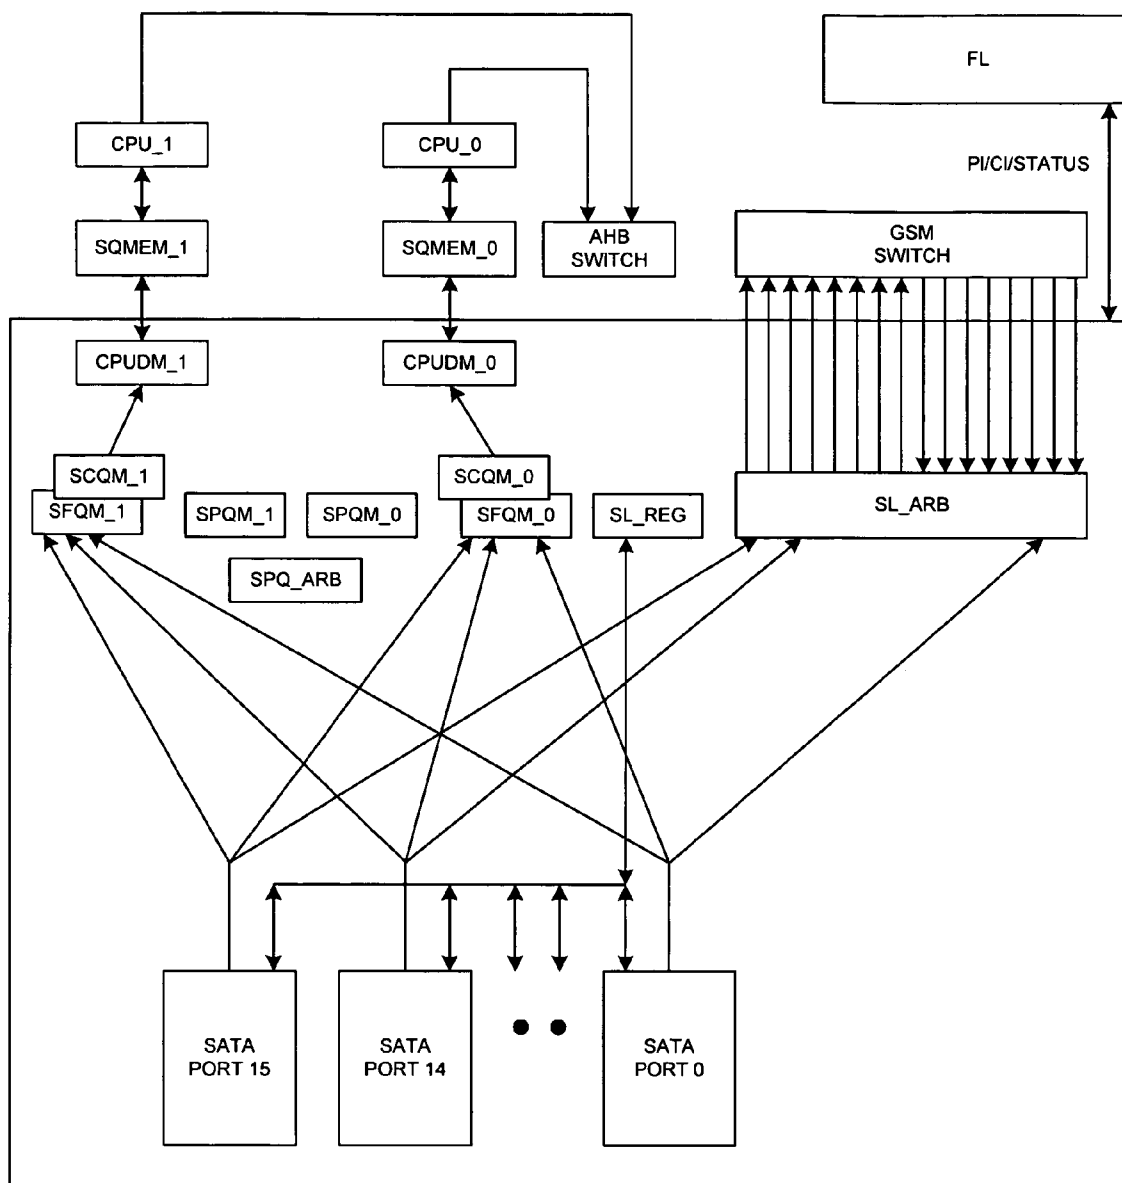 FL
CPU_1
CPU_0
PI/CI/STATUS
SQMEM_1
SQMEM_0
AHB
SWITCH
GSM
SWITCH
CPUDM_1
CPUDM_0
SCQM_1
SCQM_0
SFQM_1
SPQM_1
SPQM_0
SFQM_0
SL_REG
SL_ARB
SPQ_ARB
SATA
PORT 15
SATA
PORT 14
SATA
PORT 0